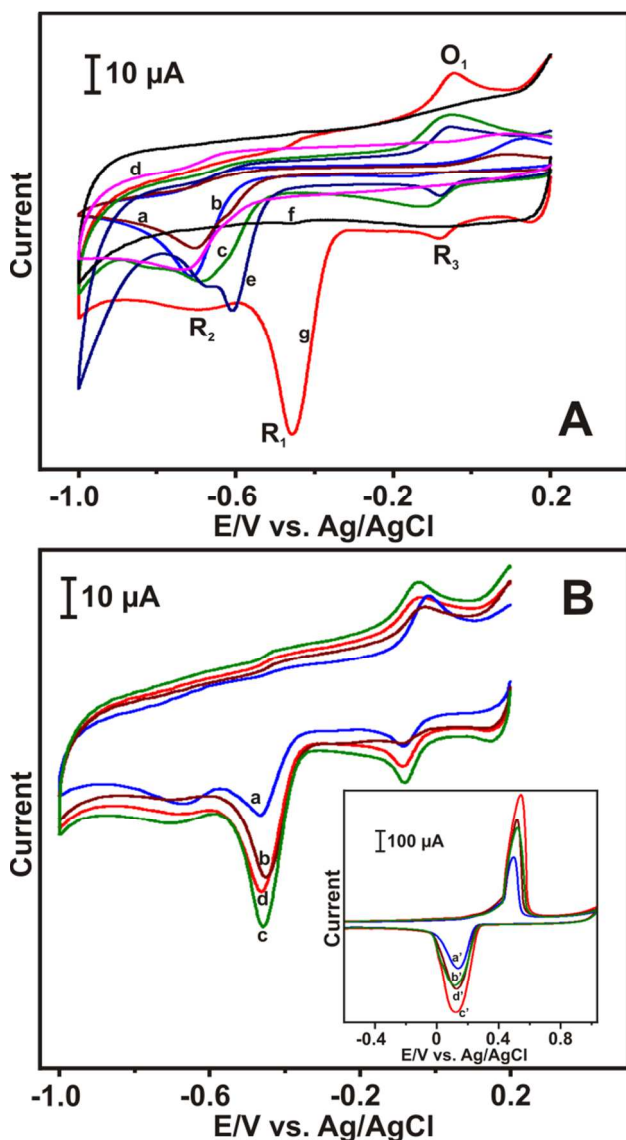 10 µA
O1
d
a
b
c
f
e
R3
g
R2
R1
A
Current
-1.0 -0.6 -0.2 0.2
E/V vs. Ag/AgCl
10 µA
B
a
b
d
c
Current
-1.0 -0.6 -0.2 0.2
E/V vs. Ag/AgCl
100 µA
a'
b'
d'
c'
Current
-0.4 0 0.4 0.8
E/V vs. Ag/AgCl